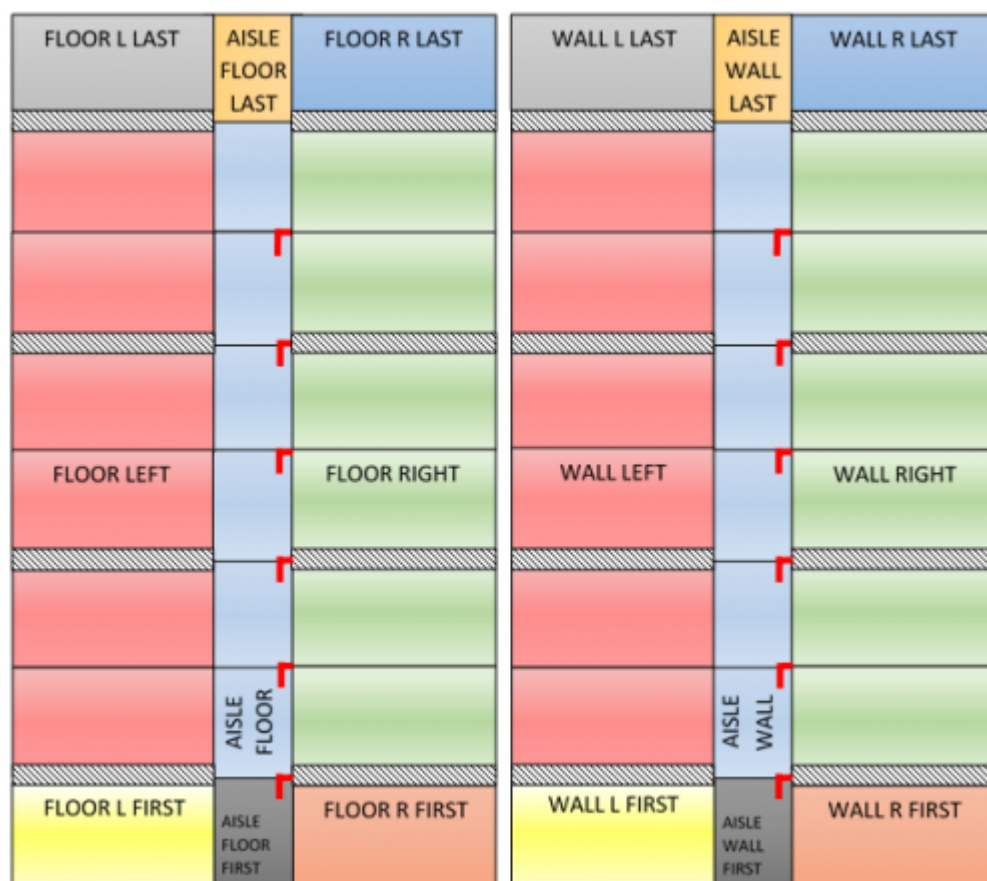 FLOOR L LAST
AISLE
FLOOR
LAST
FLOOR R LAST
WALL L LAST
AISLE
WALL
LAST
WALL R LAST
FLOOR LEFT
FLOOR RIGHT
WALL LEFT
WALL RIGHT
AISLE
FLOOR
AISLE
WALL
FLOOR L FIRST
AISLE
FLOOR
FIRST
FLOOR R FIRST
WALL L FIRST
AISLE
WALL
FIRST
WALL R FIRST